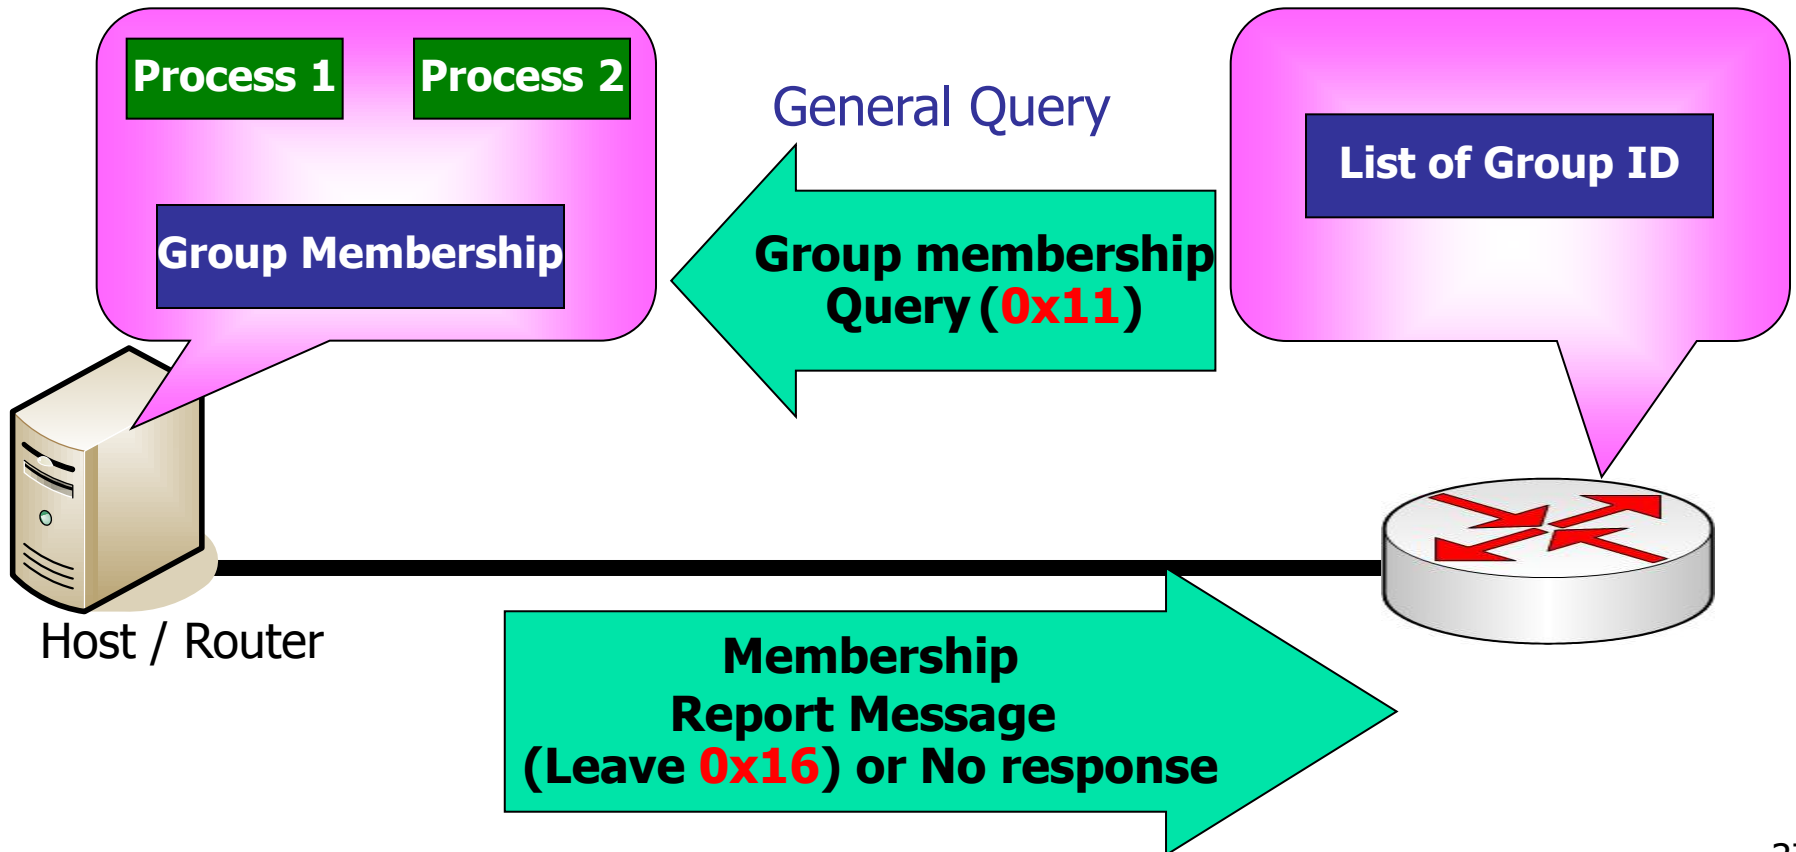 Process 1
Process 2
Group Membership
General Query
Group membership
Query (0x11)
List of Group ID
Host / Router
Membership
Report Message
(Leave 0x16) or No response